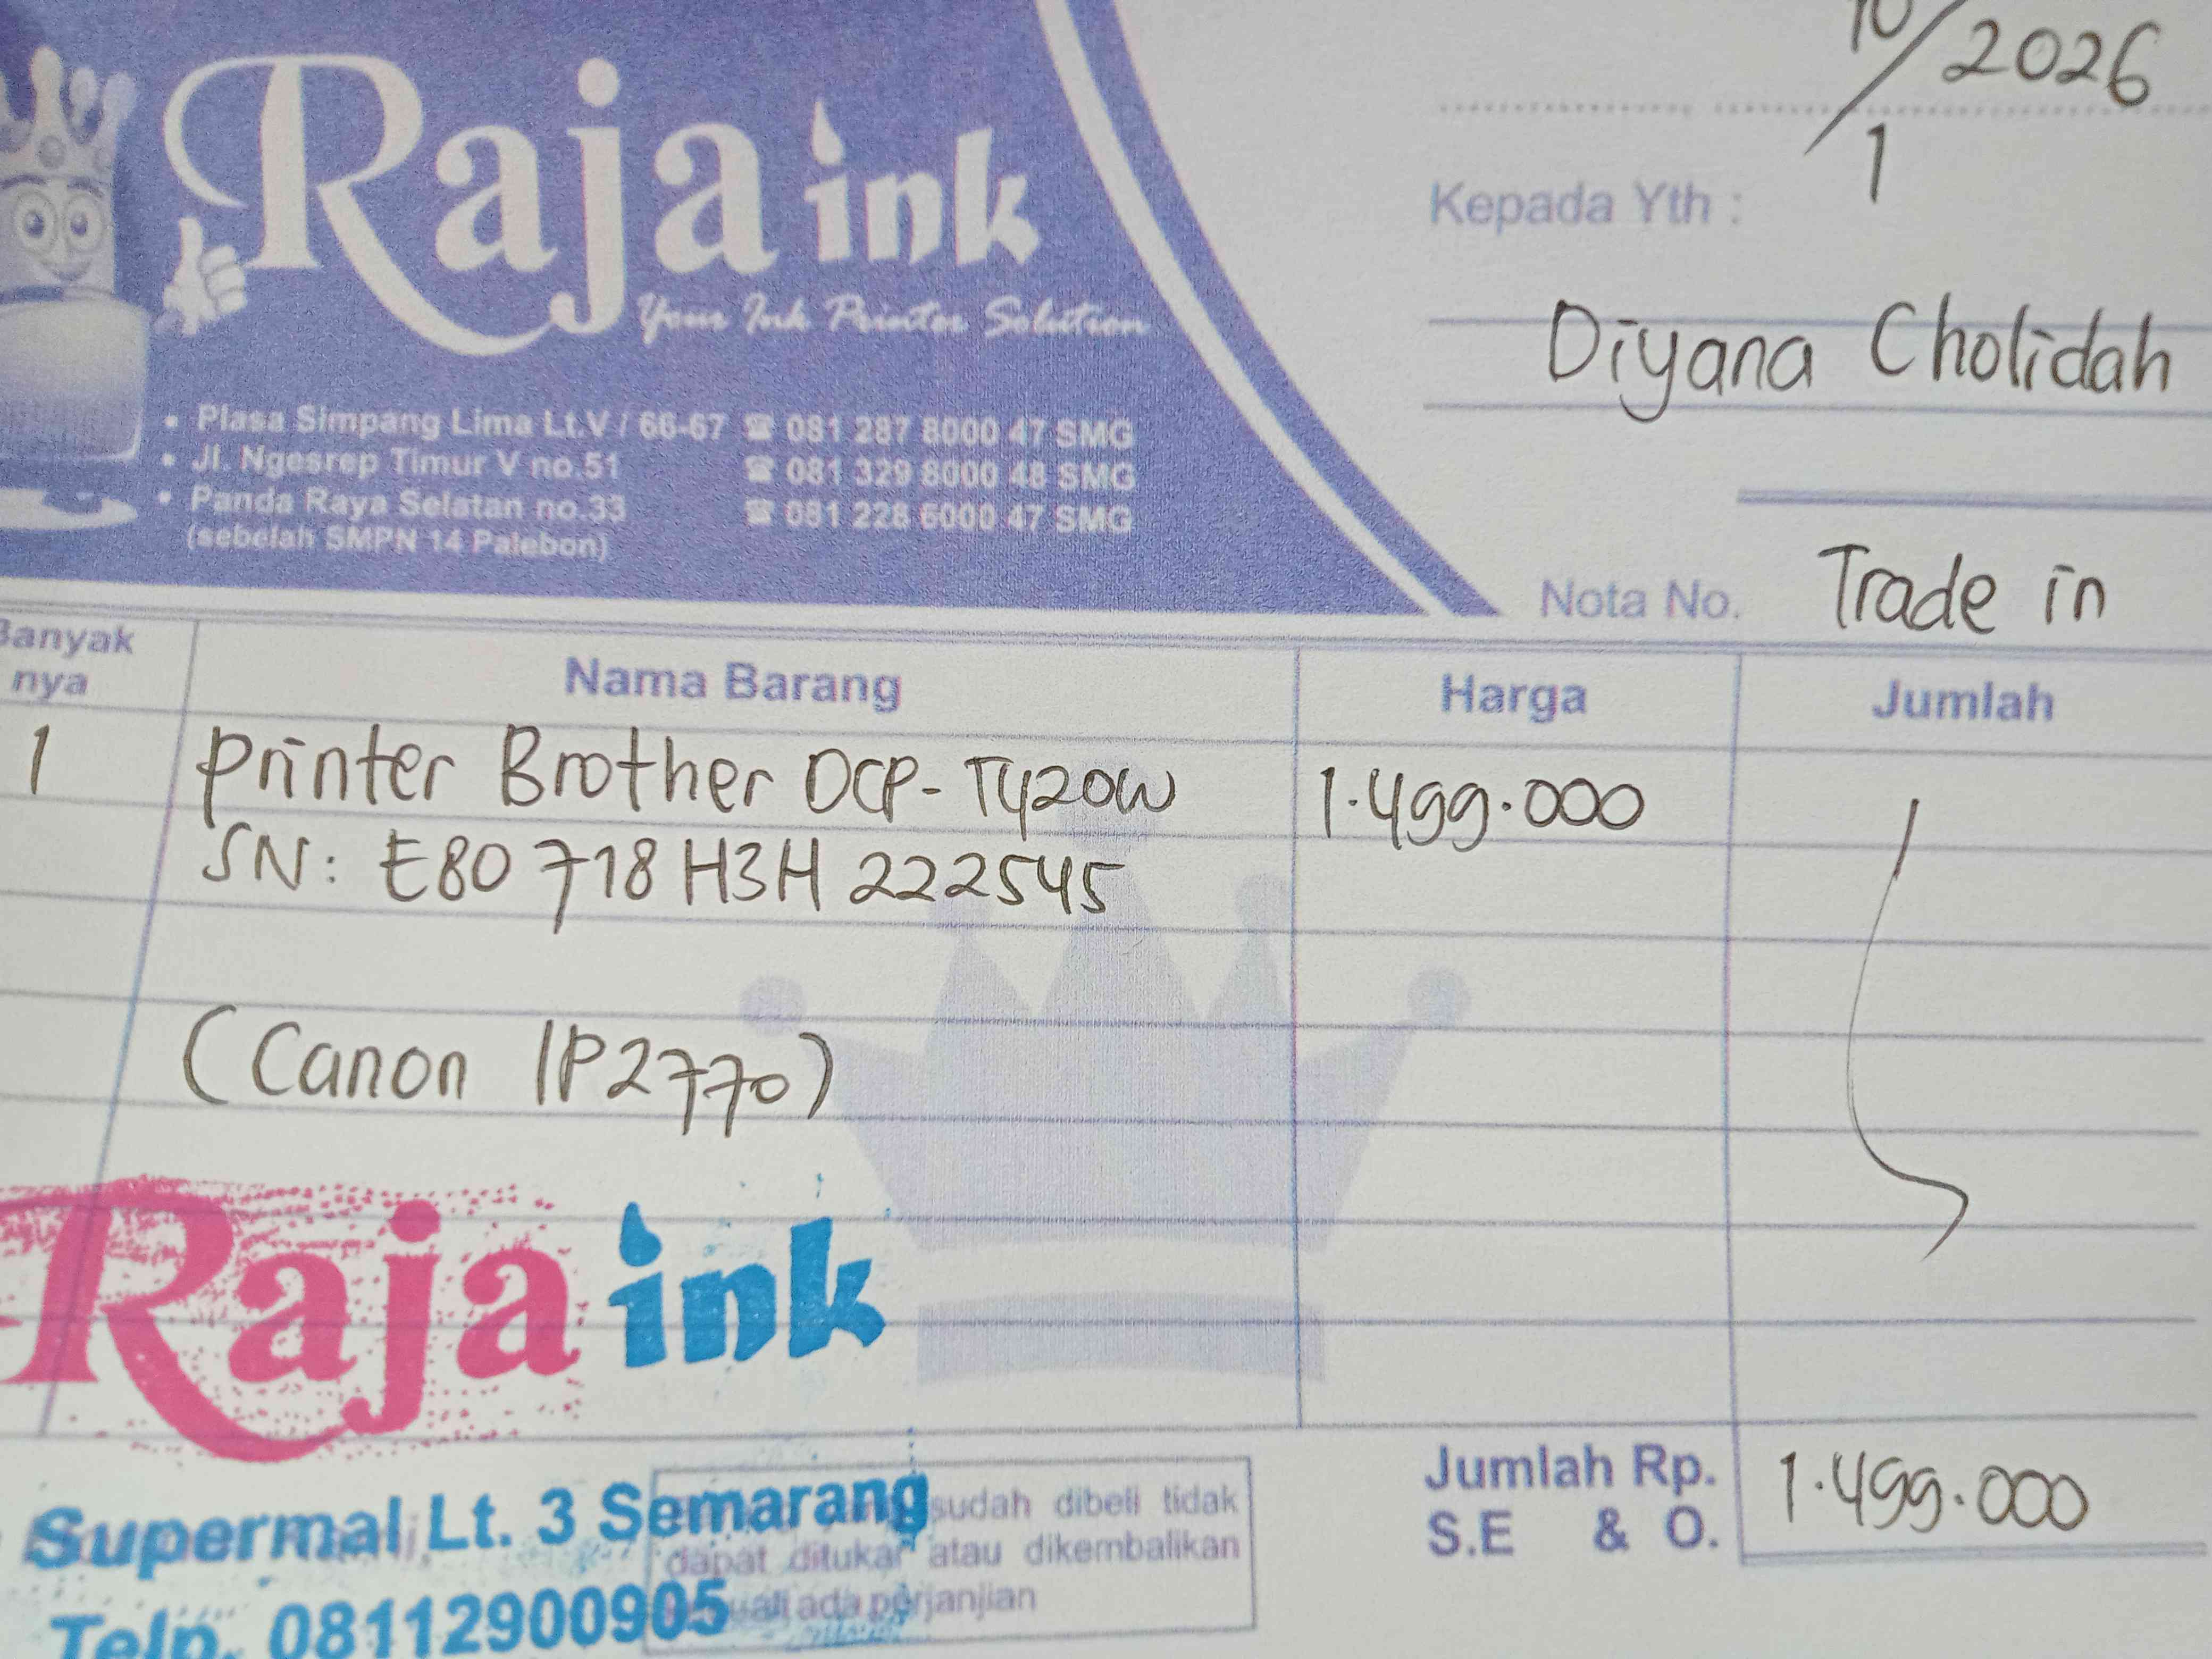 Raja ink
Your Ink Printer Solution
• Plasa Simpang Lima Lt.V / 66-67 ☎ 081 287 8000 47 SMG
• Jl. Ngesrep Timur V no.51 ☎ 081 329 8000 48 SMG
• Panda Raya Selatan no.33 ☎ 081 228 6000 47 SMG
(sebelah SMPN 14 Palebon)
10/1 2026
Kepada Yth :
Diyana Cholidah
Nota No. Trade in
Banyak nya Nama Barang Harga Jumlah
1 Printer Brother DCP-T420W 1.499.000
SN: E80718H3H222545
(Canon IP2770)
Raja ink
Supermal Lt. 3 Semarang
Telp. 08112900905
sudah dibeli tidak
dapat ditukar atau dikembalikan
ada perjanjian
Jumlah Rp. 1.499.000
S.E & O.